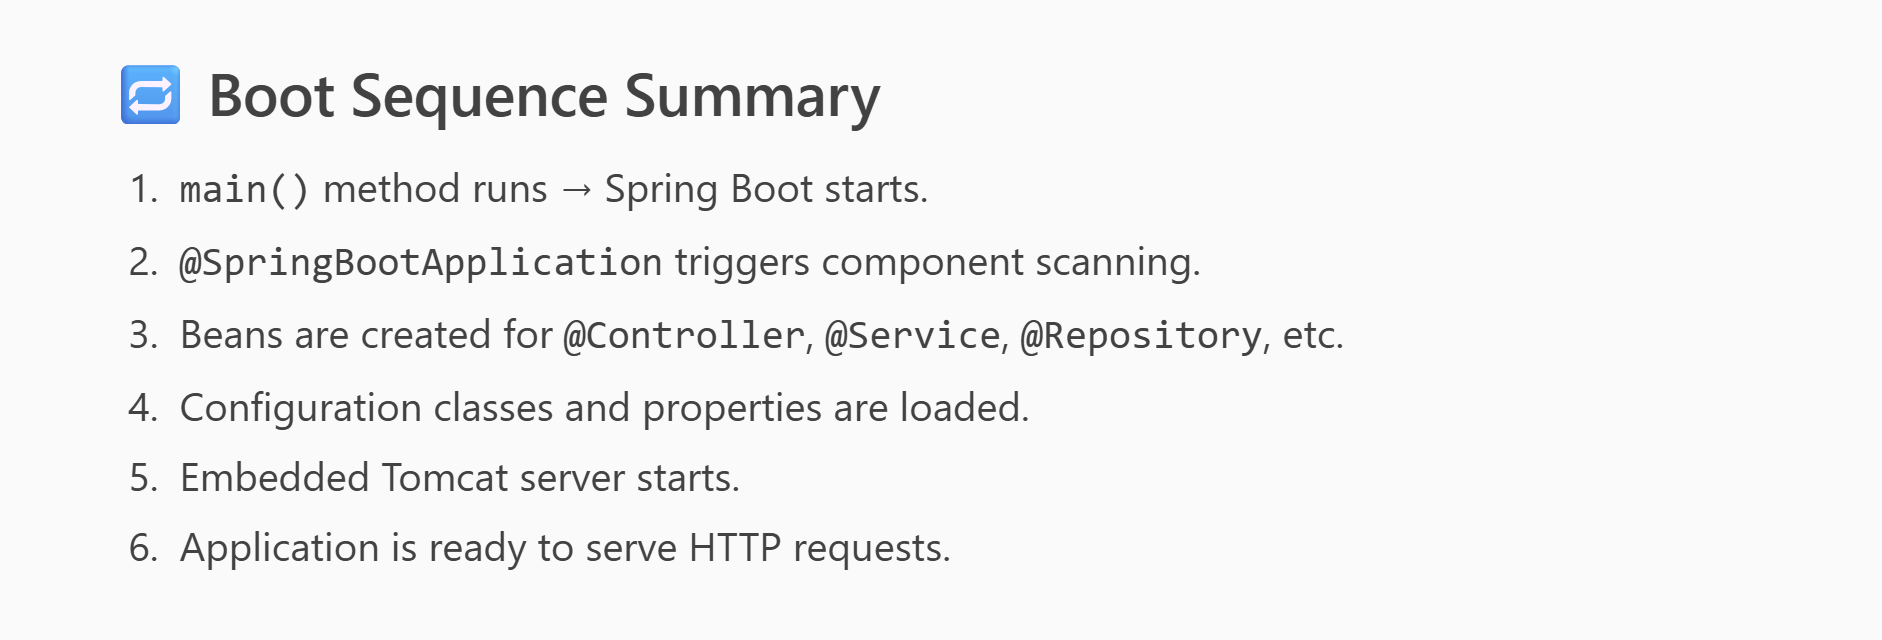 🔁 Boot Sequence Summary
1. main() method runs → Spring Boot starts.
2. @SpringBootApplication triggers component scanning.
3. Beans are created for @Controller, @Service, @Repository, etc.
4. Configuration classes and properties are loaded.
5. Embedded Tomcat server starts.
6. Application is ready to serve HTTP requests.